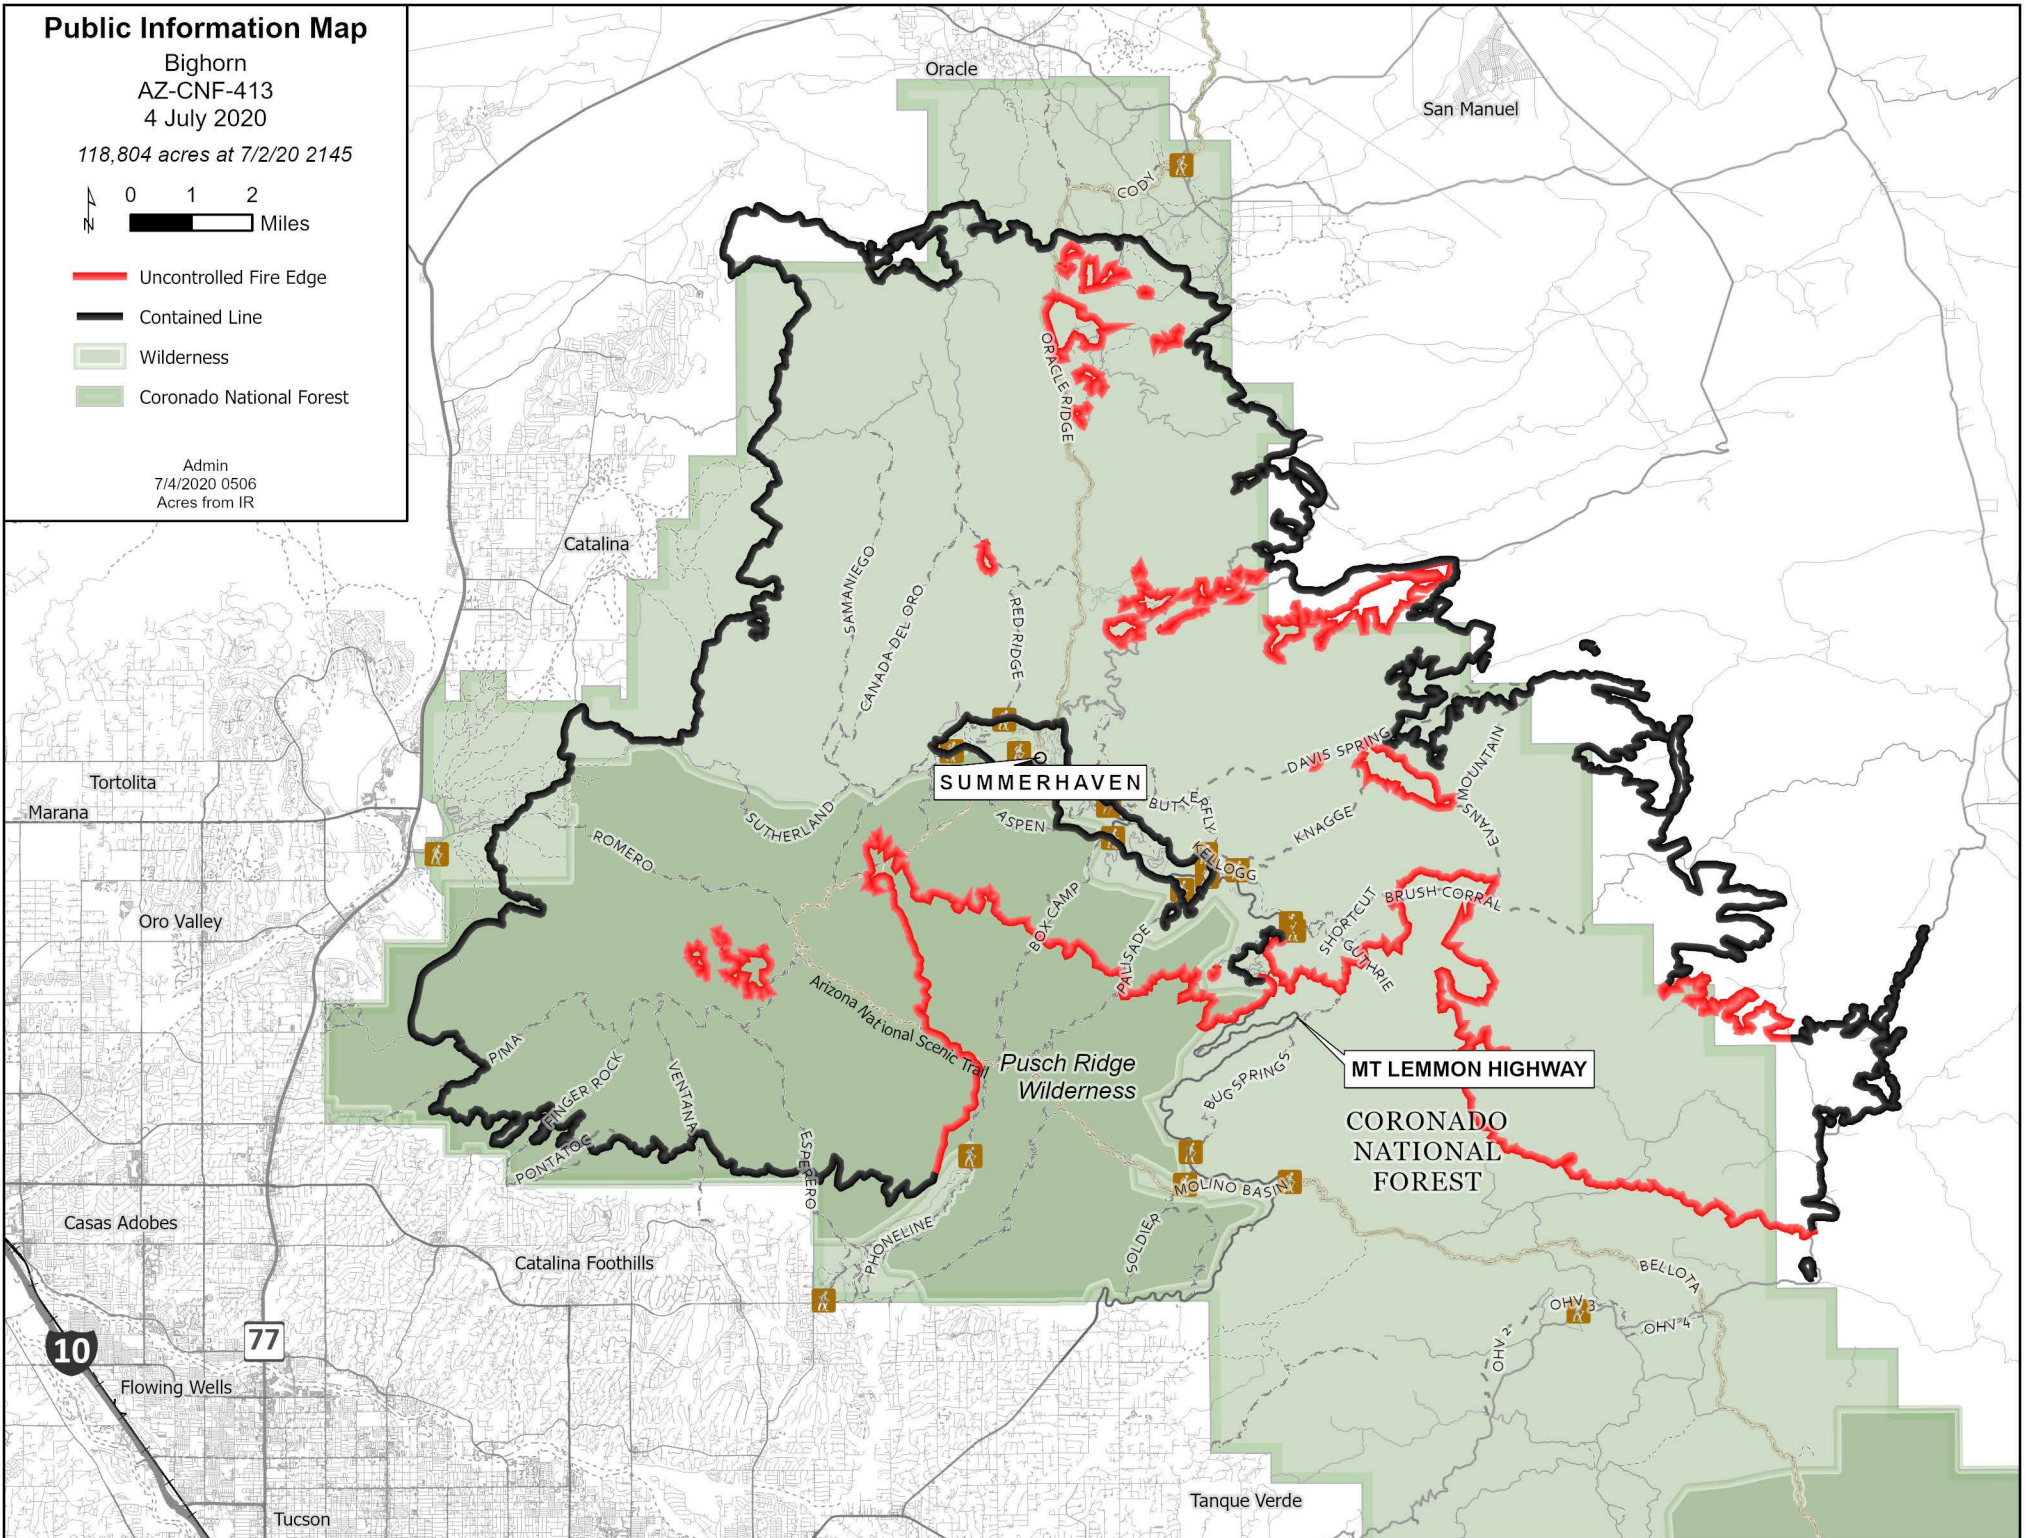 Public Information Map
Bighorn
AZ-CNF-413
4 July 2020
118,804 acres at 7/2/20 2145
0 1 2
Miles
N
Uncontrolled Fire Edge
Contained Line
Wilderness
Coronado National Forest
Admin
7/4/2020 0506
Acres from IR
Oracle
San Manuel
CODY
ORACLE RIDGE
Catalina
SAMANIEGO
CANADA DEL ORO
RED RIDGE
Tortolita
Marana
SUMMERHAVEN
DAVIS SPRING
EVANS MOUNTAIN
BUTTERFLY
SUTHERLAND
ASPEN
KNAGGE
ROMERO
KELLOGG
BRUSH CORRAL
Oro Valley
BOX CAMP
PALISADE
SHORTCUT
GUTHRIE
Arizona National Scenic Trail
PIMA
FINGER ROCK
VENTANA
Pusch Ridge
Wilderness
BUG SPRINGS
MT LEMMON HIGHWAY
CORONADO
NATIONAL
FOREST
PONTATOC
ESPERERO
MOLINO BASIN
Casas Adobes
Catalina Foothills
PHONELINE
SOLDIER
BELLOTA
OHV 3
OHV 4
OHV 2
10
77
Flowing Wells
Tanque Verde
Tucson